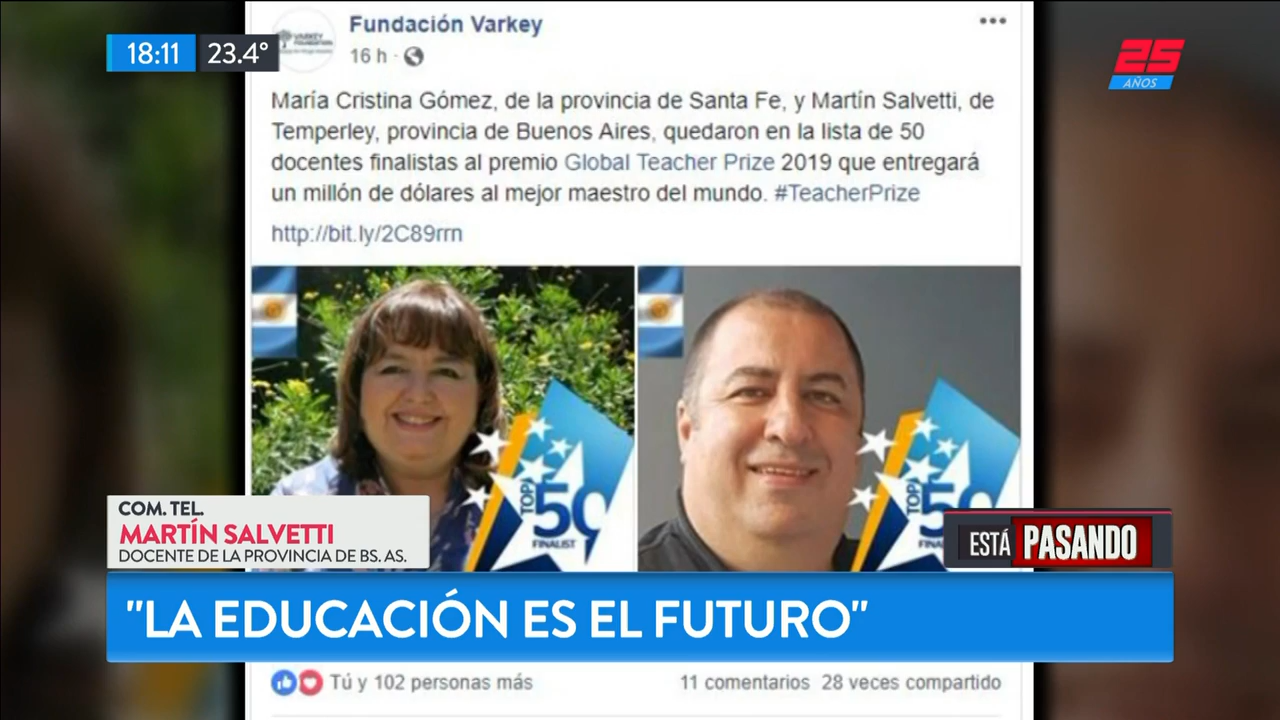 Fundación Varkey
16 h
18:11 23.4°
VARKEY
FOUNDATION
25
AÑOS
María Cristina Gómez, de la provincia de Santa Fe, y Martín Salvetti, de
Temperley, provincia de Buenos Aires, quedaron en la lista de 50
docentes finalistas al premio Global Teacher Prize 2019 que entregará
un millón de dólares al mejor maestro del mundo. #TeacherPrize
http://bit.ly/2C89rrn
TOP 50
FINALIST
TOP 50
COM. TEL.
MARTÍN SALVETTI
DOCENTE DE LA PROVINCIA DE BS. AS.
ESTÁ PASANDO
"LA EDUCACIÓN ES EL FUTURO"
Tú y 102 personas más 11 comentarios 28 veces compartido